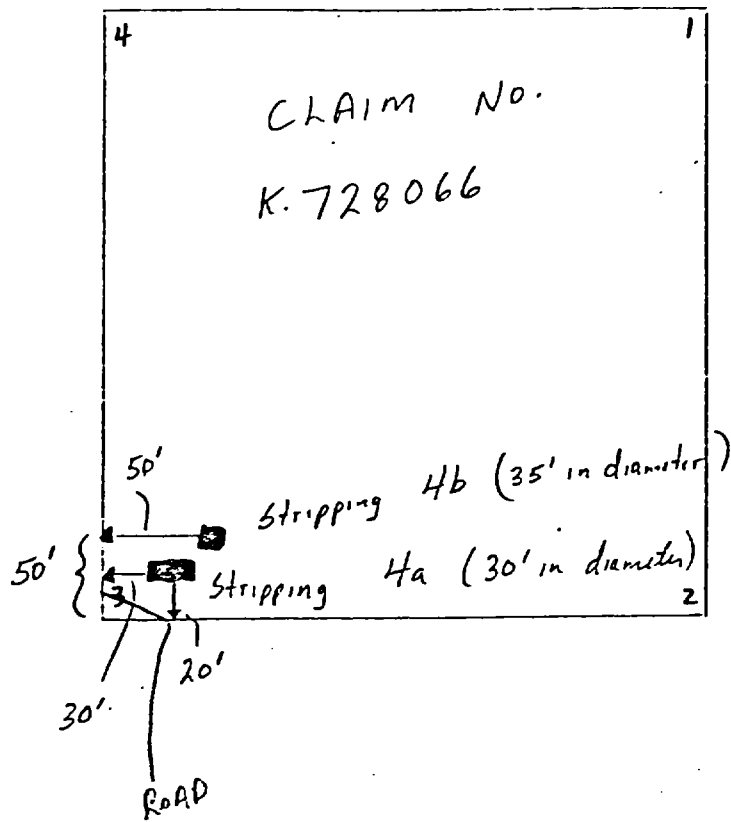 4 1
CLAIM No.
K. 728066
50'
Stripping 4b (35' in diameter)
50'
Stripping 4a (30' in diameter)
3 2
20'
30'
ROAD